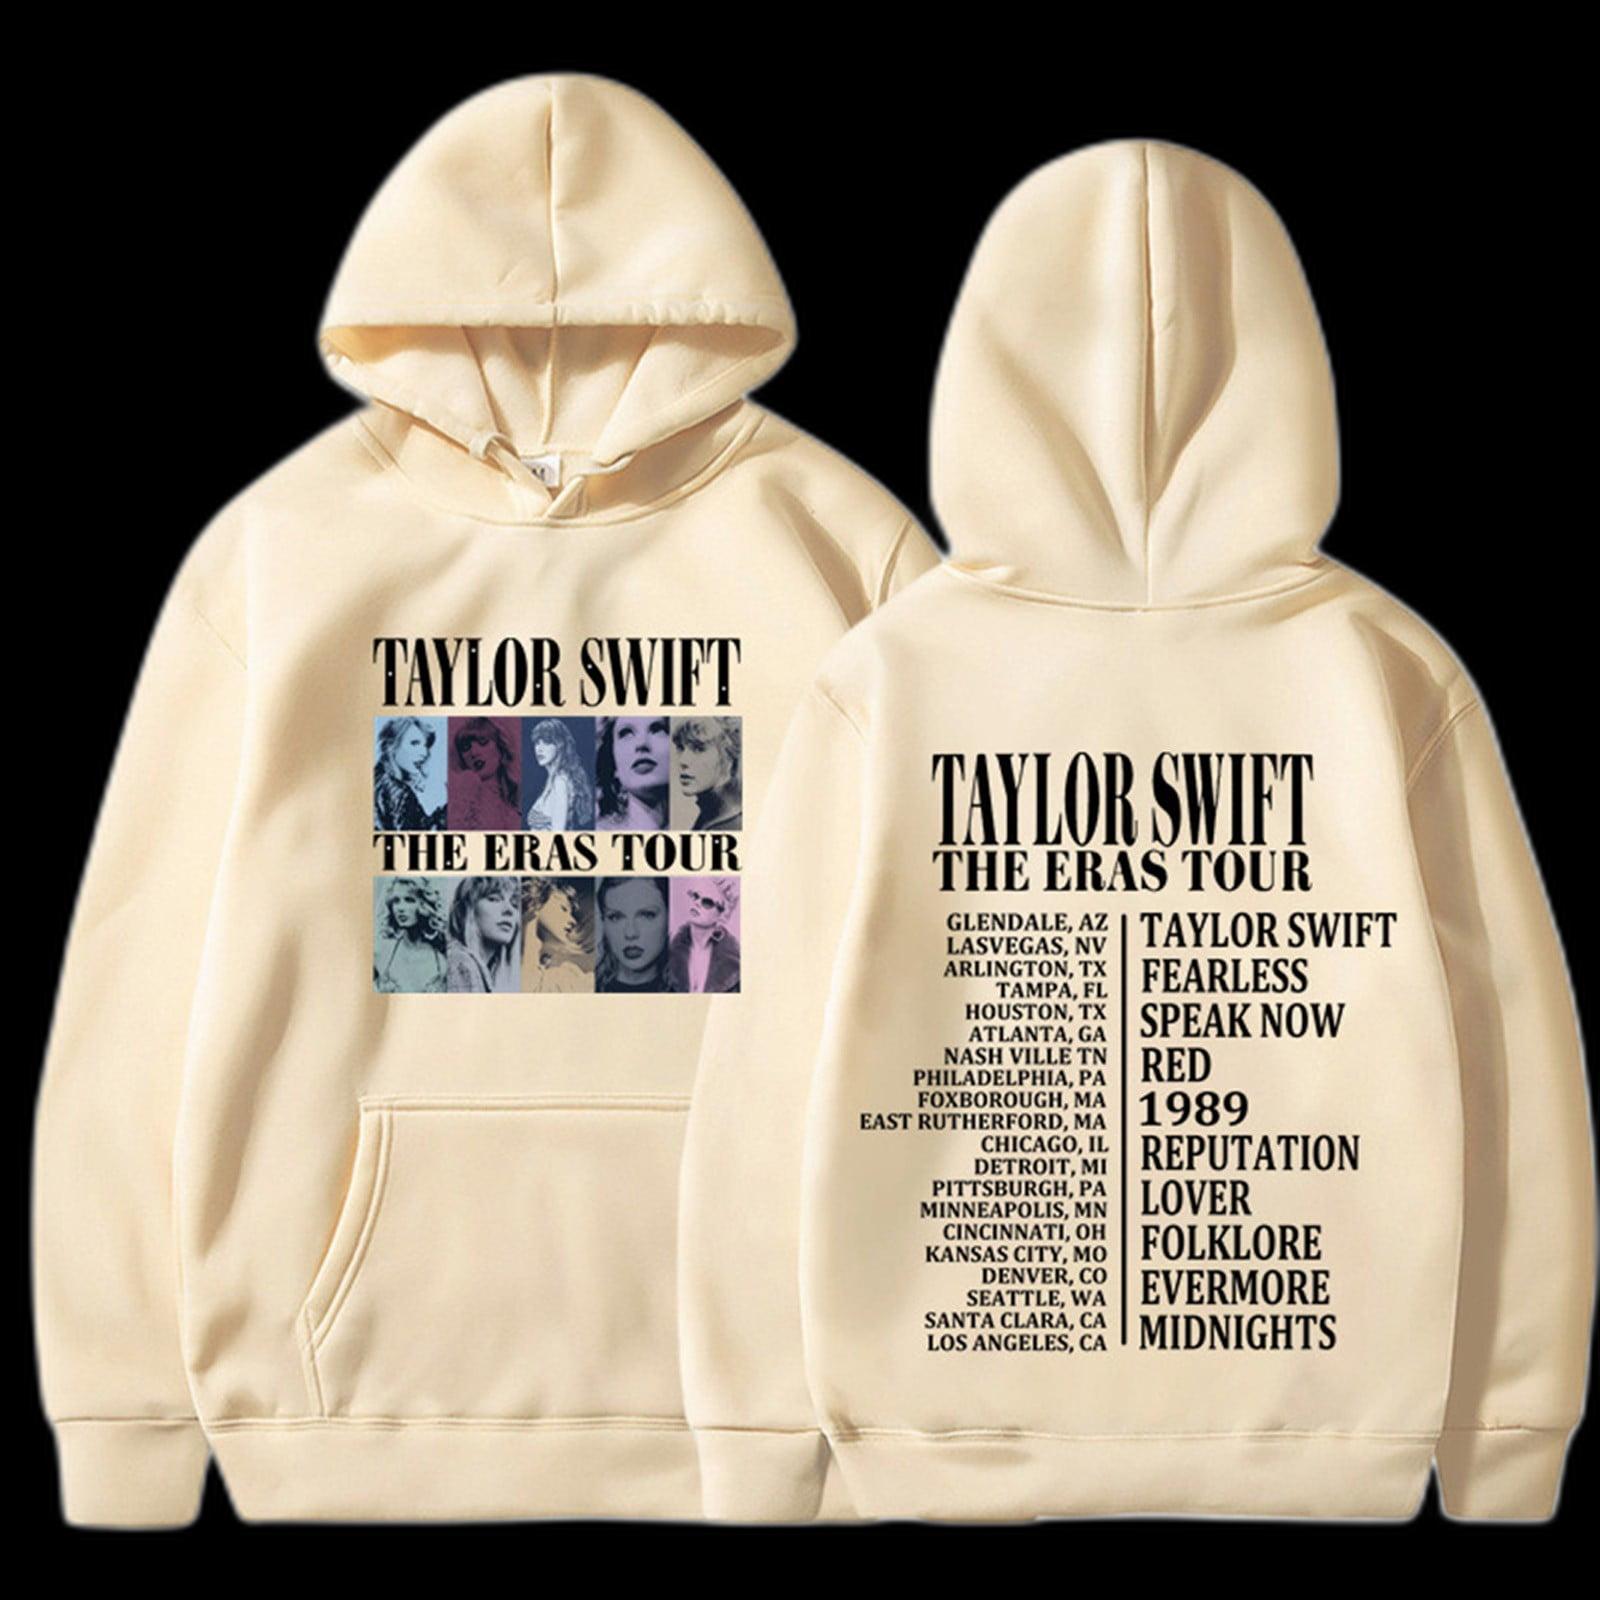 TAYLOR SWIFT
THE ERAS TOUR
TAYLOR SWIFT
THE ERAS TOUR
GLENDALE, AZ
LASVEGAS, NV
ARLINGTON, TX
TAMPA, FL
HOUSTON, TX
ATLANTA, GA
NASH VILLE TN
PHILADELPHIA, PA
FOXBOROUGH, MA
EAST RUTHERFORD, MA
CHICAGO, IL
DETROIT, MI
PITTSBURGH, PA
MINNEAPOLIS, MN
CINCINNATI, OH
KANSAS CITY, MO
DENVER, CO
SEATTLE, WA
SANTA CLARA, CA
LOS ANGELES, CA
TAYLOR SWIFT
FEARLESS
SPEAK NOW
RED
1989
REPUTATION
LOVER
FOLKLORE
EVERMORE
MIDNIGHTS